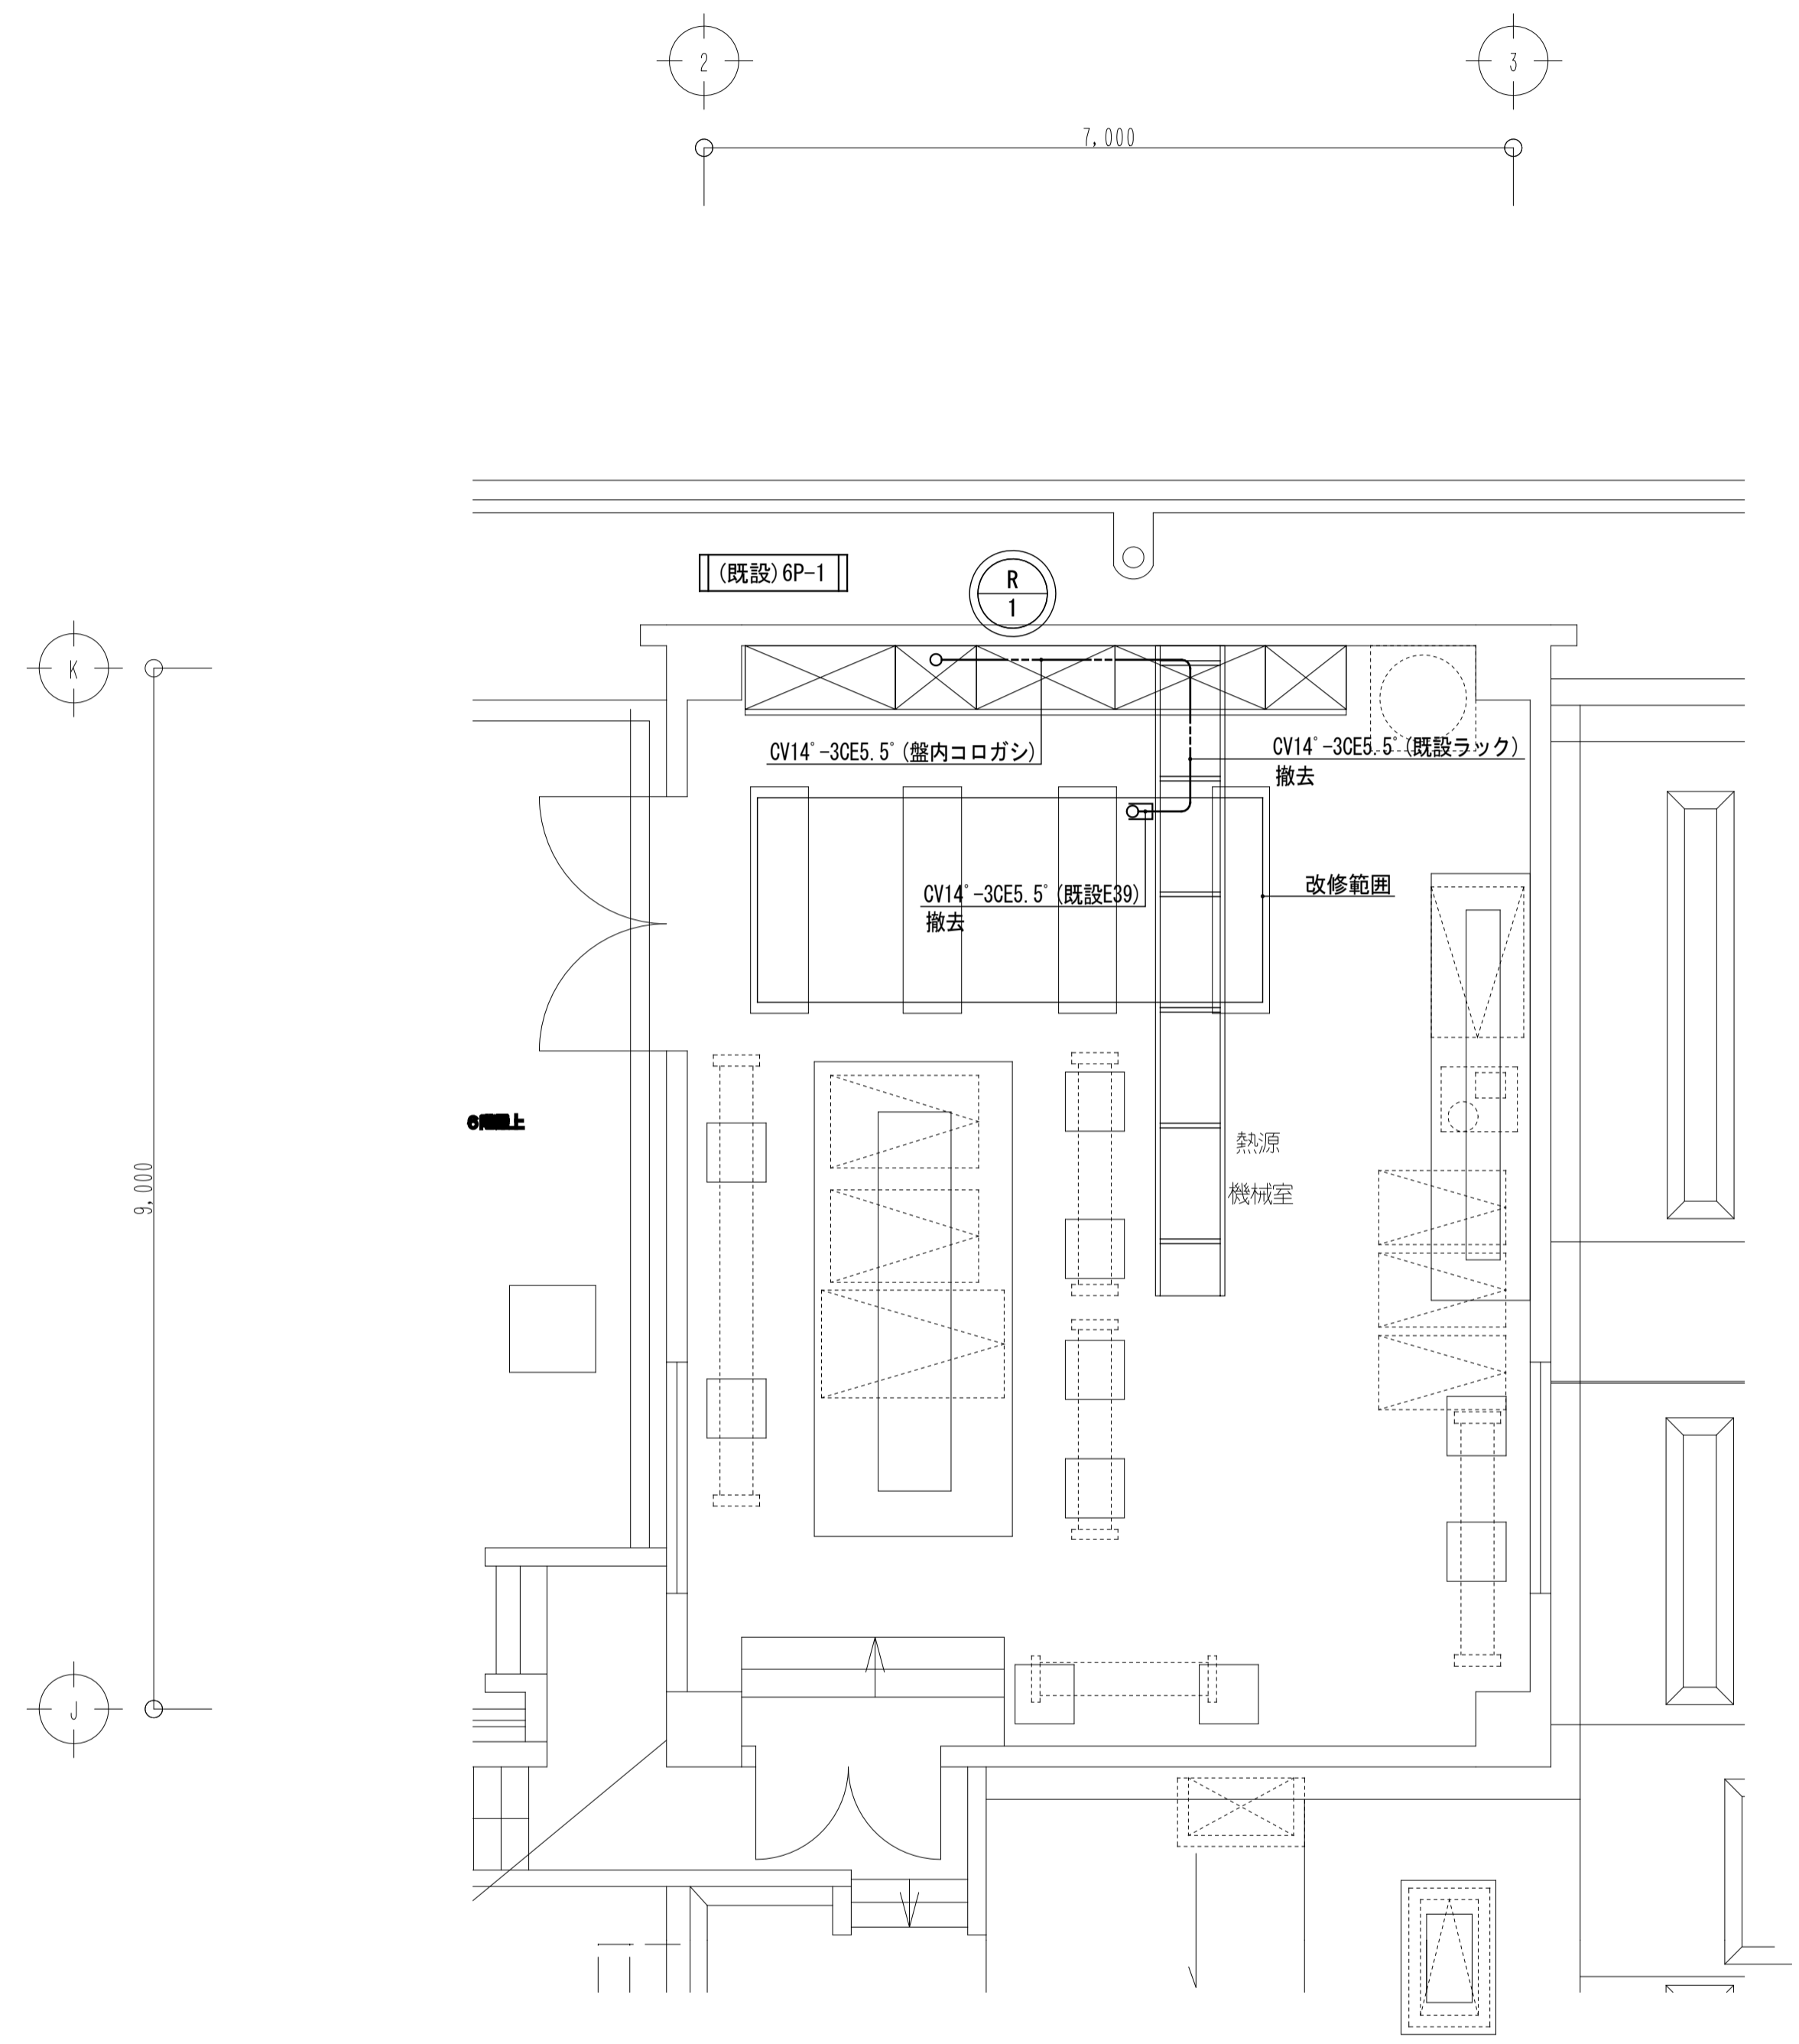 2
3
7,000
(既設)6P-1
R
1
K
CV14°-3CE5.5°(盤内コロガシ)
CV14°-3CE5.5°(既設ラック)
撤去
CV14°-3CE5.5°(既設E39)
撤去
改修範囲
熱源
機械室
9,000
J